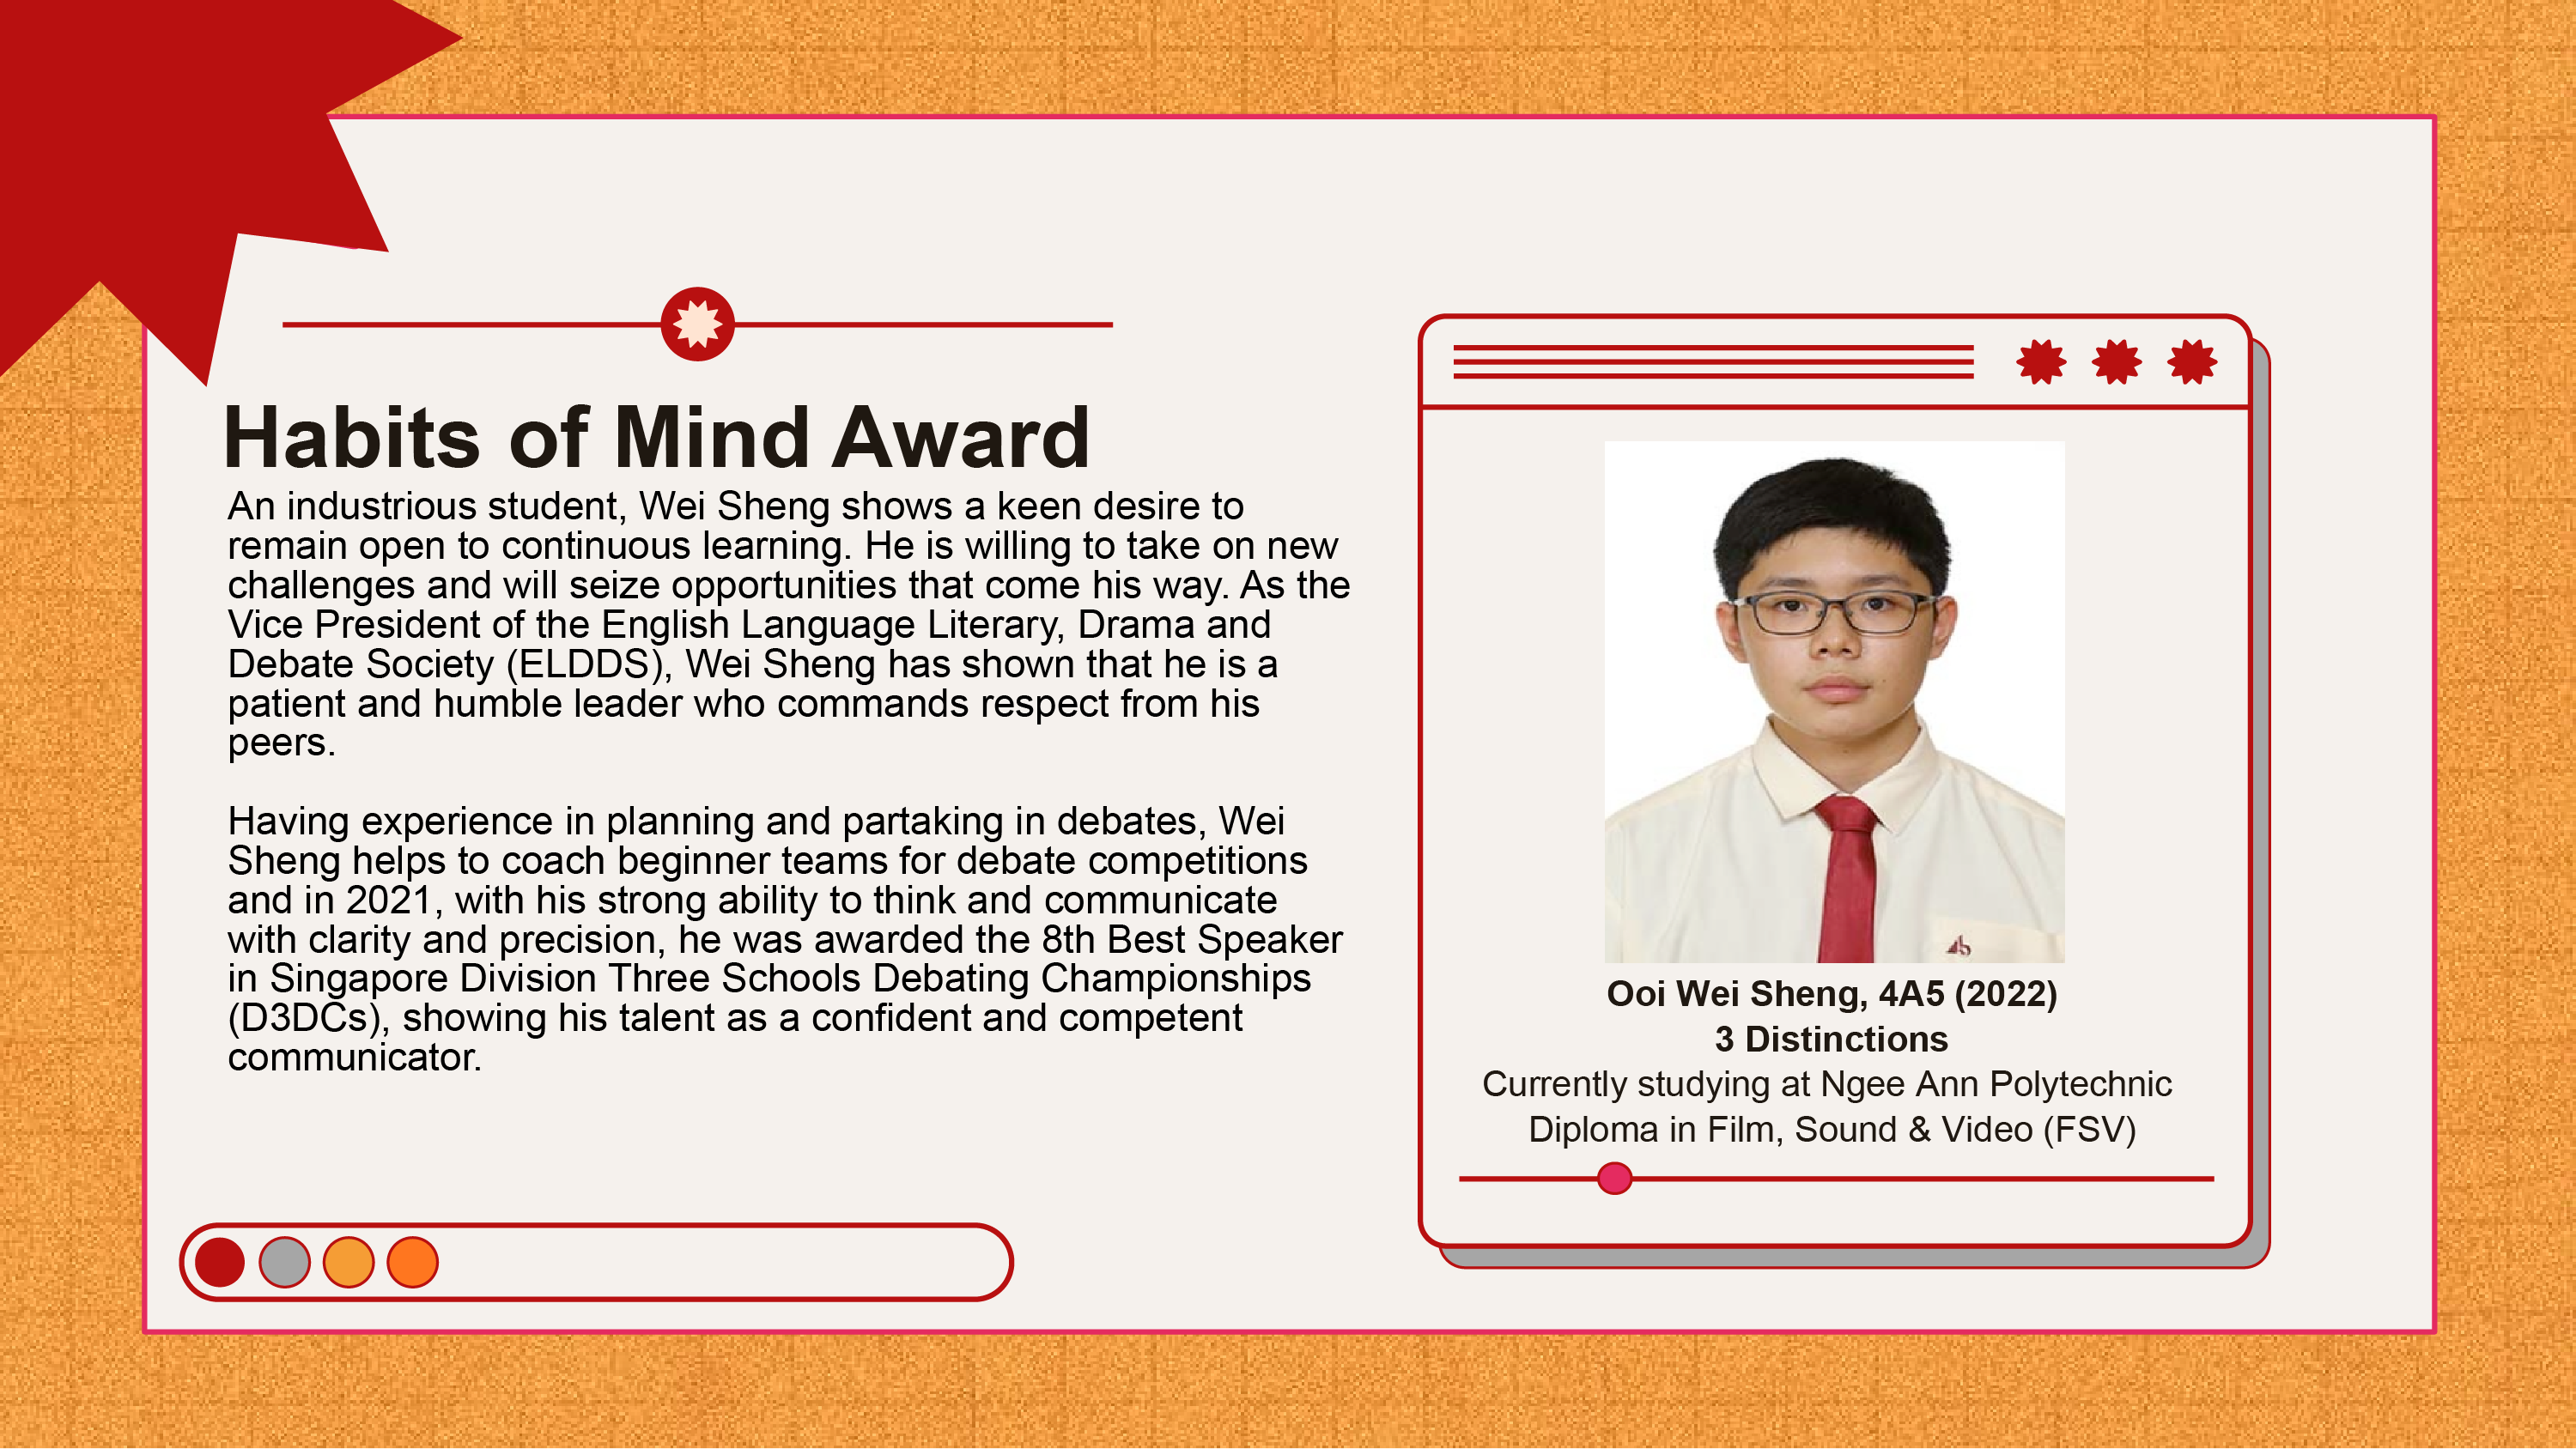 Habits of Mind Award
An industrious student, Wei Sheng shows a keen desire to
remain open to continuous learning. He is willing to take on new
challenges and will seize opportunities that come his way. As the
Vice President of the English Language Literary, Drama and
Debate Society (ELDDS), Wei Sheng has shown that he is a
patient and humble leader who commands respect from his
peers.
Having experience in planning and partaking in debates, Wei
Sheng helps to coach beginner teams for debate competitions
and in 2021, with his strong ability to think and communicate
with clarity and precision, he was awarded the 8th Best Speaker
in Singapore Division Three Schools Debating Championships
(D3DCs), showing his talent as a confident and competent
communicator.
Ooi Wei Sheng, 4A5 (2022)
3 Distinctions
Currently studying at Ngee Ann Polytechnic
Diploma in Film, Sound & Video (FSV)